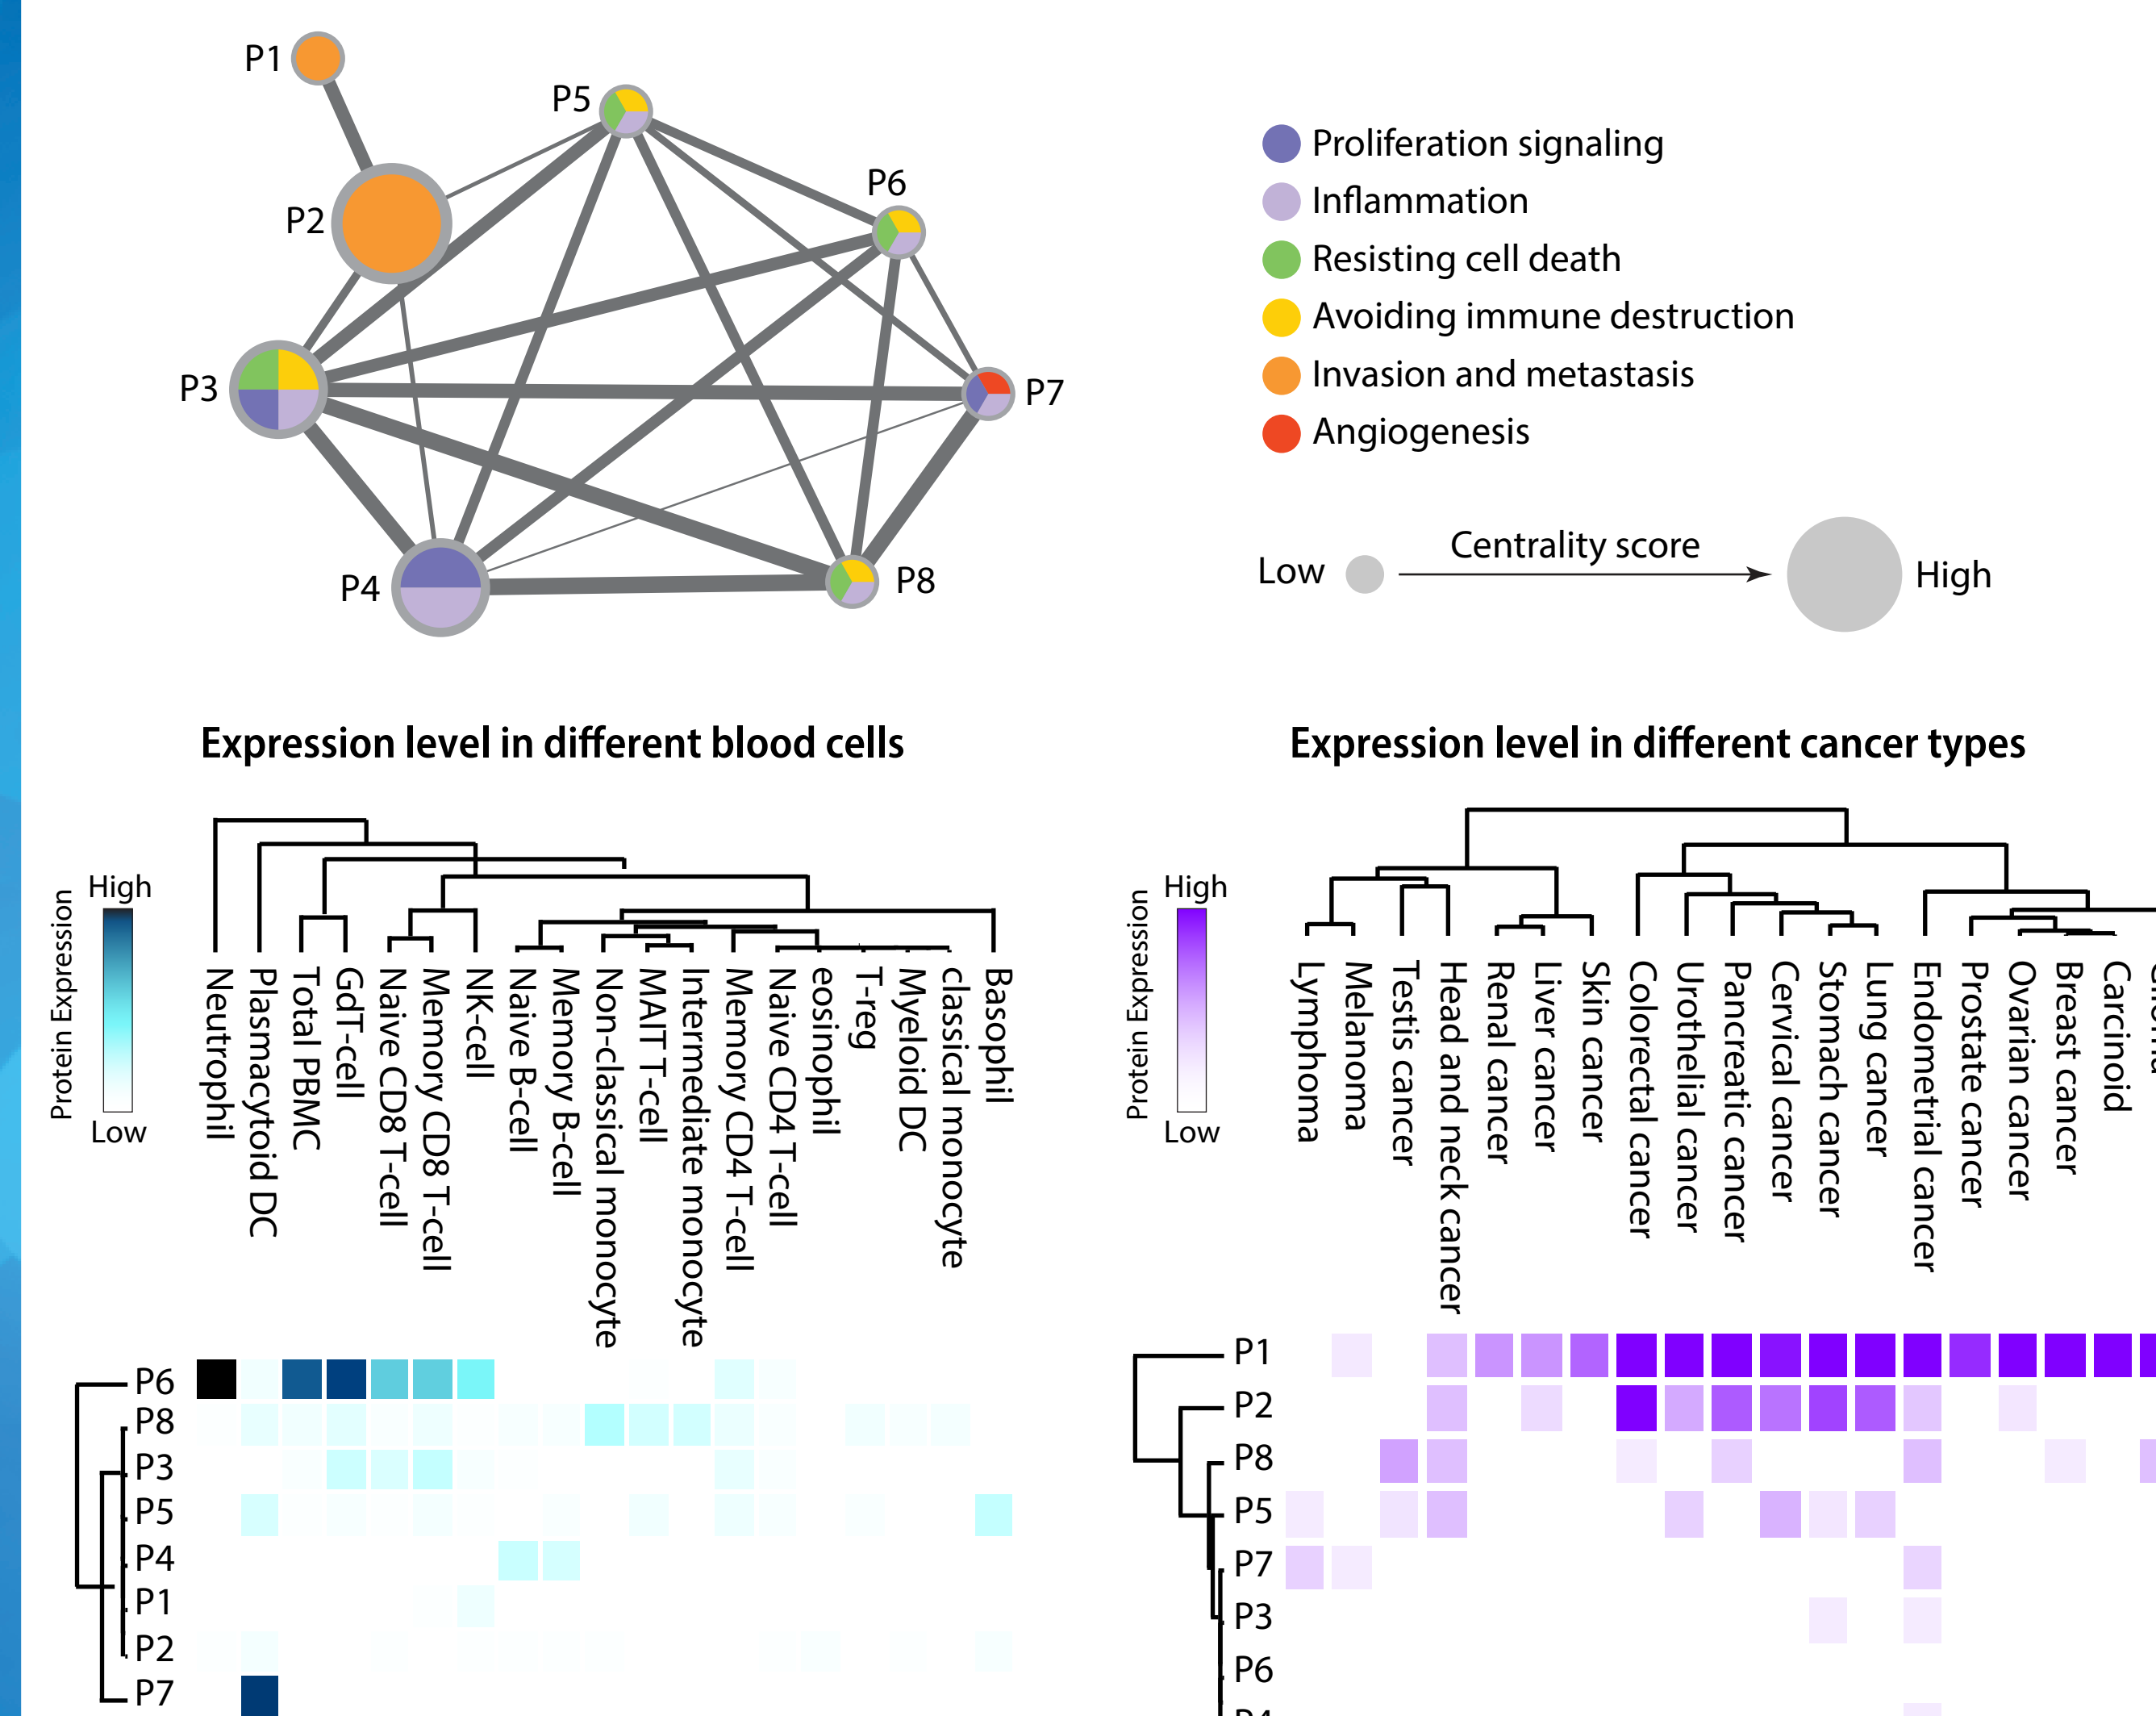 P1
P5
P6
P2
P3
P7
P4
P8
Proliferation signaling
Inflammation
Resisting cell death
Avoiding immune destruction
Invasion and metastasis
Angiogenesis
Centrality score
Low
High
Expression level in different blood cells
Protein Expression
High
Low
Neutrophil
Plasmacytoid DC
Total PBMC
GdT-cell
Naive CD8 T-cell
Memory CD8 T-cell
NK-cell
Naive B-cell
Memory B-cell
Non-classical monocyte
MAIT T-cell
Intermediate monocyte
Memory CD4 T-cell
Naive CD4 T-cell
eosinophil
T-reg
Myeloid DC
classical monocyte
Basophil
P6
P8
P3
P5
P4
P1
P2
P7
Expression level in different cancer types
Protein Expression
High
Low
Lymphoma
Melanoma
Testis cancer
Head and neck cancer
Renal cancer
Liver cancer
Skin cancer
Colorectal cancer
Urothelial cancer
Pancreatic cancer
Cervical cancer
Stomach cancer
Lung cancer
Endometrial cancer
Prostate cancer
Ovarian cancer
Breast cancer
Carcinoid
P1
P2
P8
P5
P7
P3
P6